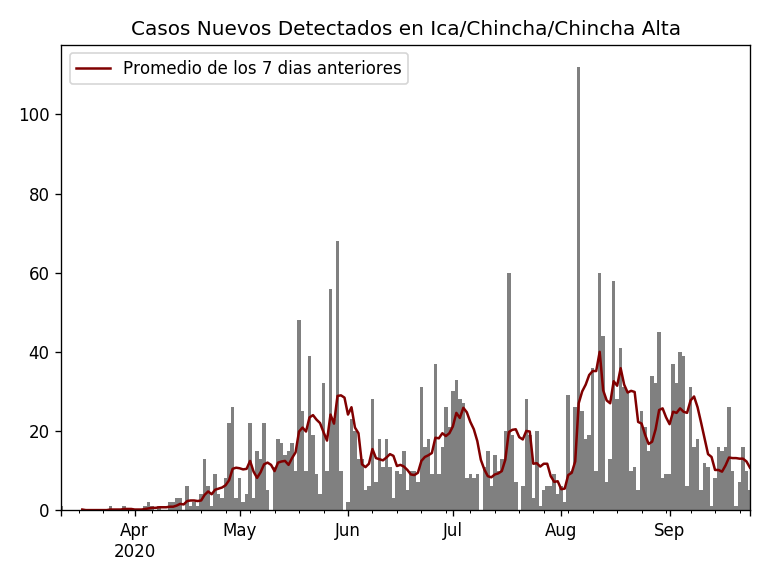 Casos Nuevos Detectados en Ica/Chincha/Chincha Alta
Promedio de los 7 dias anteriores
100
80
60
40
20
0
Apr May Jun Jul Aug Sep
2020